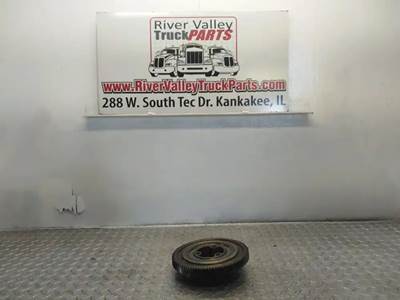 River Valley
TruckPARTS
www.RiverValleyTruckParts.com
288 W. South Tec Dr. Kankakee, IL